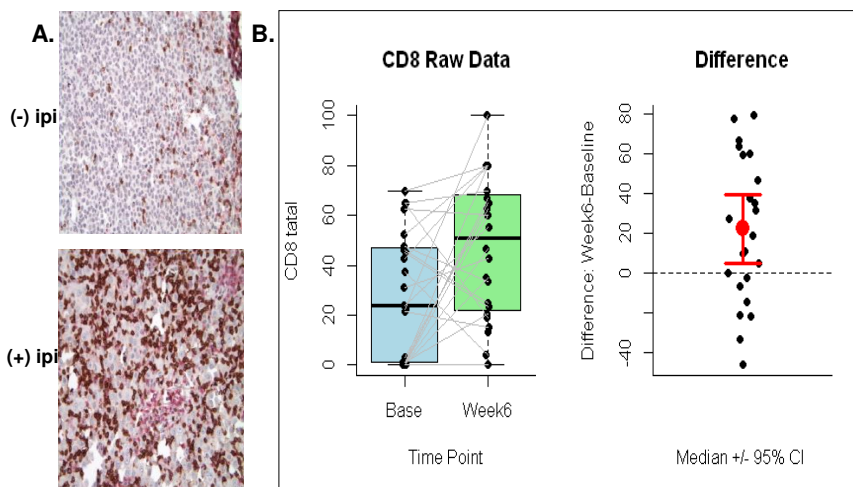 A.
(-) ipi
(+) ipi
B.
CD8 Raw Data
CD8 tatal
0
20
40
60
80
100
Base
Week6
Time Point
Difference
Difference: Week6-Baseline
-40
0
20
40
60
80
Median +/- 95% CI